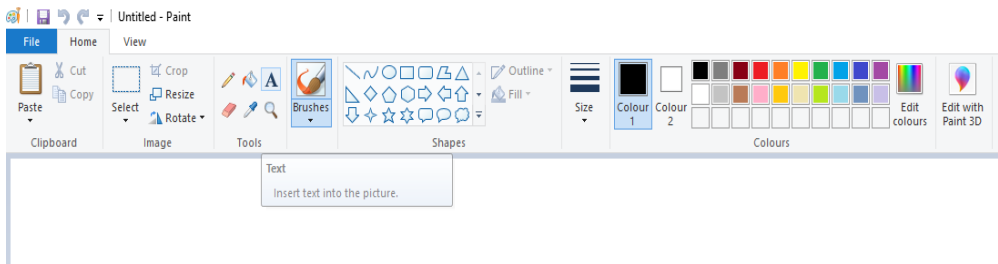 Untitled - Paint
File Home View
Cut Crop Outline
Copy Resize Fill
Paste Select Rotate Brushes Size Colour 1 Colour 2 Edit colours Edit with Paint 3D
Clipboard Image Tools Shapes Colours
Text
Insert text into the picture.